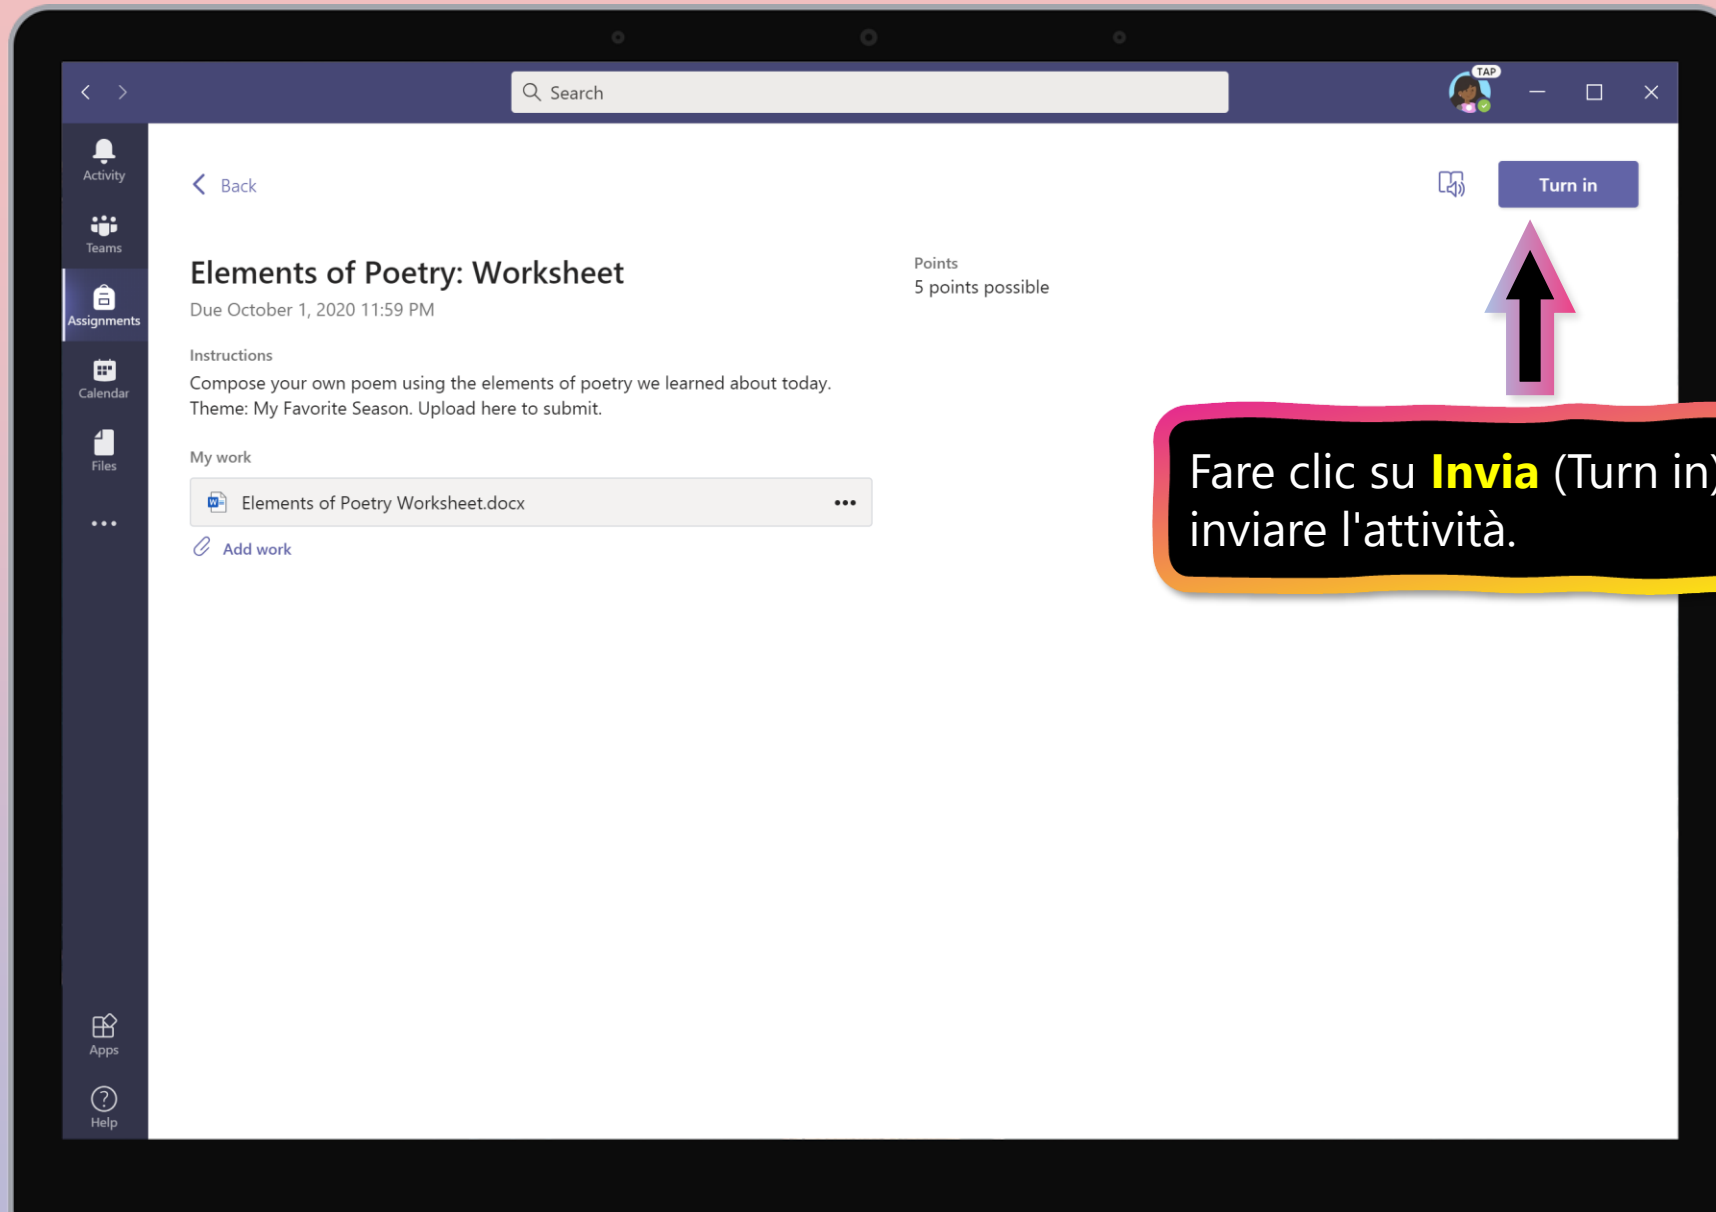 Search
TAP
Activity
Teams
Assignments
Calendar
Files
Apps
Help
Back
Turn in
Elements of Poetry: Worksheet
Due October 1, 2020 11:59 PM
Points
5 points possible
Instructions
Compose your own poem using the elements of poetry we learned about today.
Theme: My Favorite Season. Upload here to submit.
My work
Elements of Poetry Worksheet.docx
Add work
Fare clic su Invia (Turn in)
inviare l'attività.